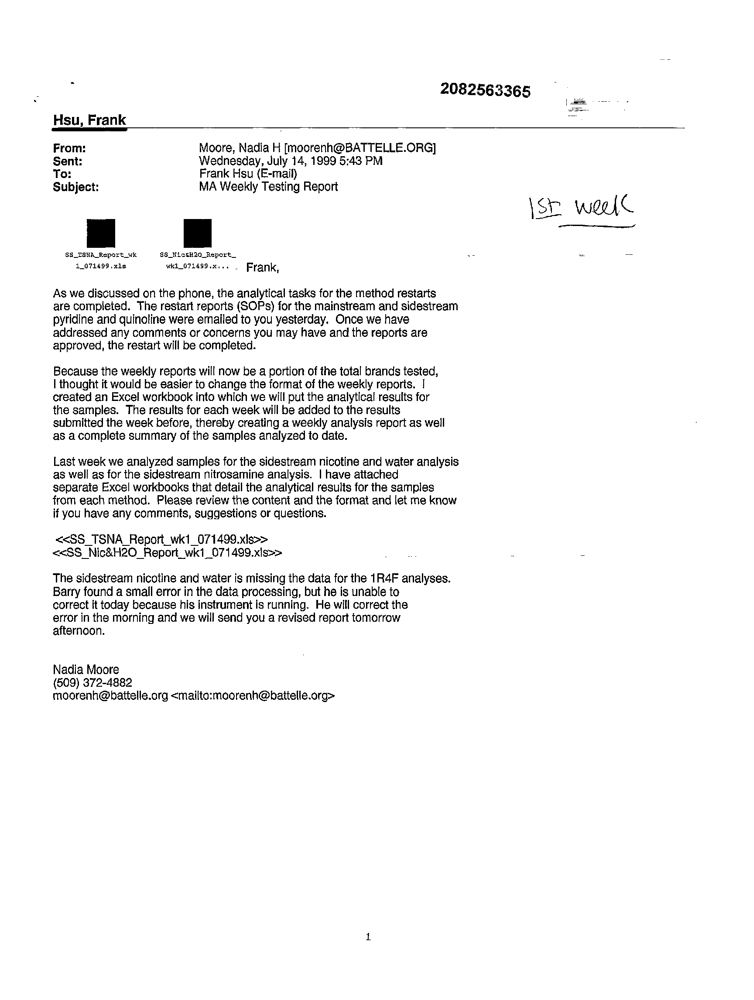 2082563365
Hsu, Frank
From: Moore, Nadia H [moorenh@BATTELLE.ORG]
Sent: Wednesday, July 14, 1999 5:43 PM
To: Frank Hsu (E-mail)
Subject: MA Weekly Testing Report
1st week
SS_TSNA_Report_wk
1_071499.xls
SS_Nic&H2O_Report_
wk1_071499.x...
Frank,
As we discussed on the phone, the analytical tasks for the method restarts
are completed. The restart reports (SOPs) for the mainstream and sidestream
pyridine and quinoline were emailed to you yesterday. Once we have
addressed any comments or concerns you may have and the reports are
approved, the restart will be completed.
Because the weekly reports will now be a portion of the total brands tested,
I thought it would be easier to change the format of the weekly reports. I
created an Excel workbook into which we will put the analytical results for
the samples. The results for each week will be added to the results
submitted the week before, thereby creating a weekly analysis report as well
as a complete summary of the samples analyzed to date.
Last week we analyzed samples for the sidestream nicotine and water analysis
as well as for the sidestream nitrosamine analysis. I have attached
separate Excel workbooks that detail the analytical results for the samples
from each method. Please review the content and the format and let me know
if you have any comments, suggestions or questions.
<<SS_TSNA_Report_wk1_071499.xls>>
<<SS_Nic&H2O_Report_wk1_071499.xls>>
The sidestream nicotine and water is missing the data for the 1R4F analyses.
Barry found a small error in the data processing, but he is unable to
correct it today because his instrument is running. He will correct the
error in the morning and we will send you a revised report tomorrow
afternoon.
Nadia Moore
(509) 372-4882
moorenh@battelle.org <mailto:moorenh@battelle.org>
1